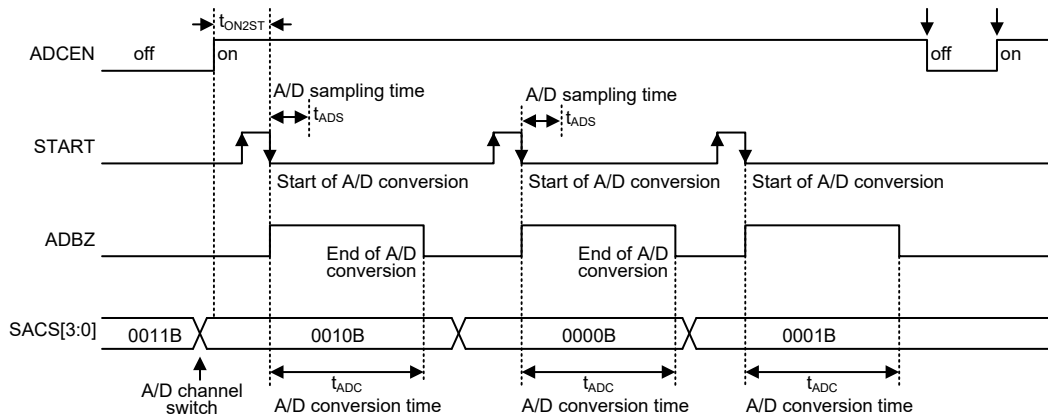 tON2ST
ADCEN off on off on
A/D sampling time A/D sampling time
tADS tADS
START
Start of A/D conversion Start of A/D conversion Start of A/D conversion
ADBZ
End of A/D conversion End of A/D conversion
SACS[3:0] 0011B 0010B 0000B 0001B
A/D channel switch
tADC tADC tADC
A/D conversion time A/D conversion time A/D conversion time